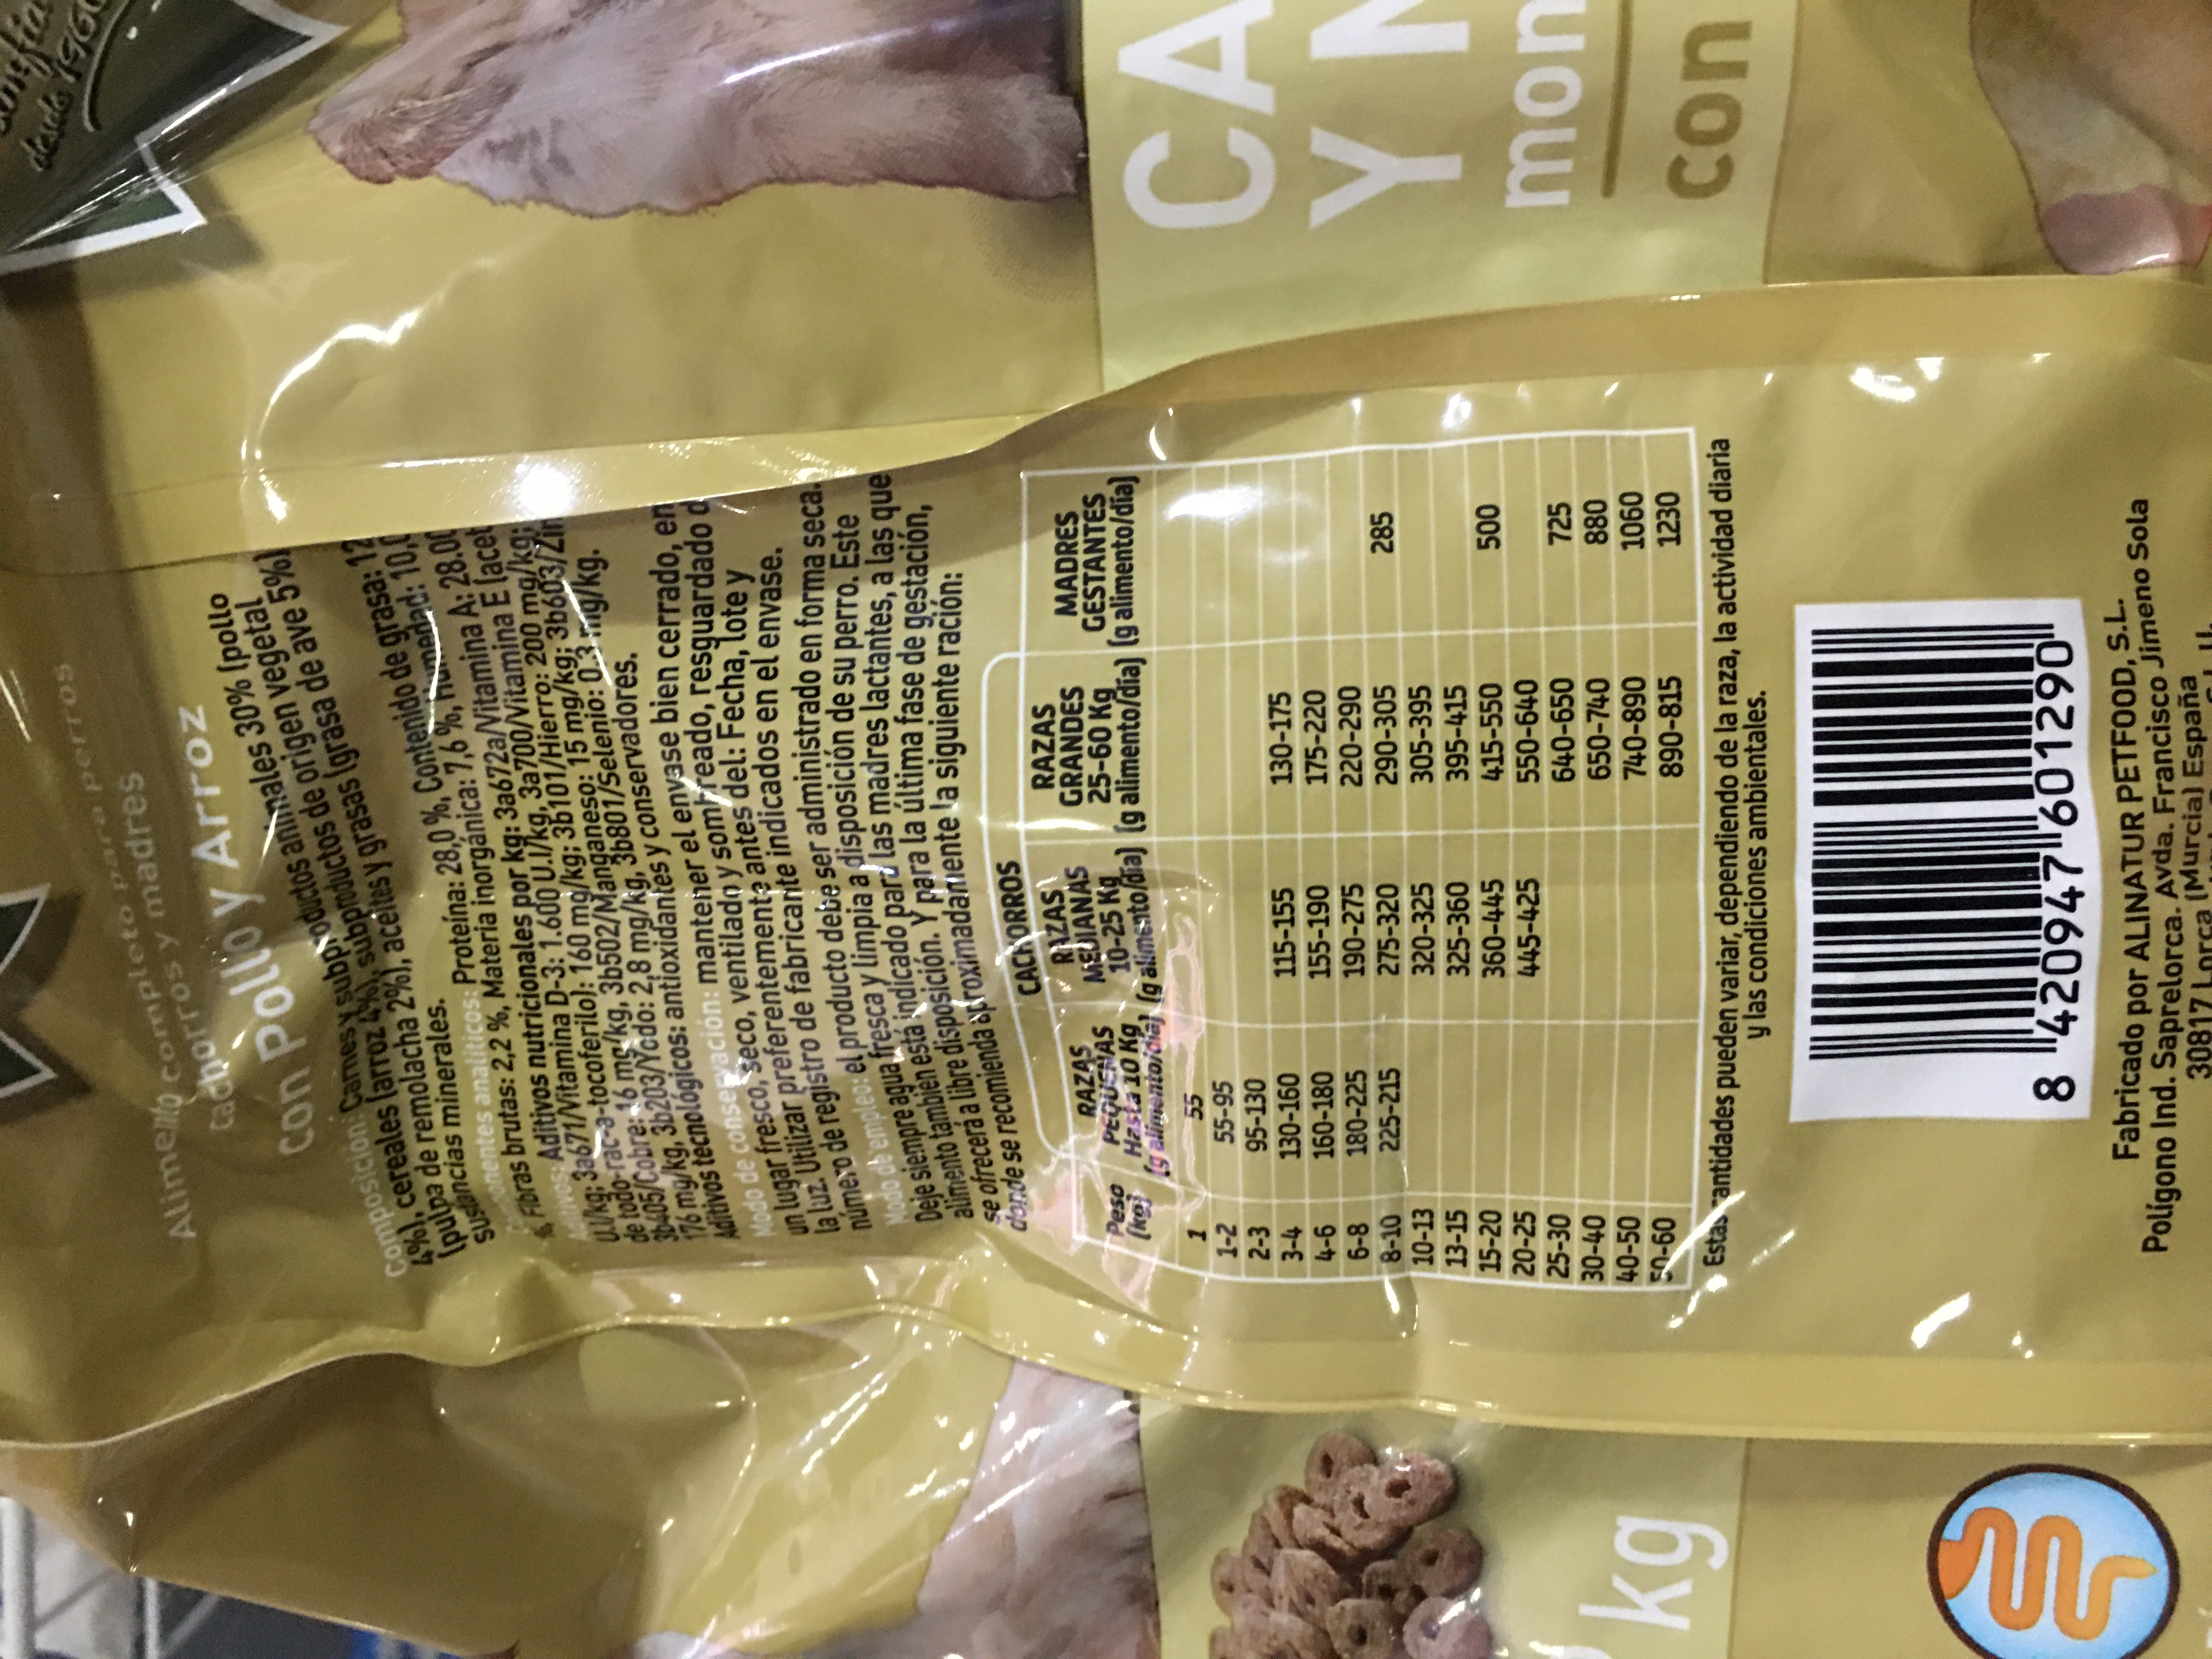 desde 1960
Alimento completo para perros
cachorros y madres
con Pollo y Arroz
Composición: Carnes y subproductos animales 30% (pollo
4%), cereales (arroz 4%), subproductos de origen vegetal
(pulpa de remolacha 2%), aceites y grasas (grasa de ave 5%)
sustancias minerales.
Componentes analíticos: Proteína: 28,0 %, Contenido de grasa: 12
%, Fibras brutas: 2,2 %, Materia inorgánica: 7,6 %, Humedad: 10,0
Aditivos: Aditivos nutricionales por kg: 3a672a/Vitamina A: 28.00
U.I/kg; 3a671/Vitamina D-3: 1.600 U.I/kg, 3a700/Vitamina E (acet
de todo-rac-a-tocoferilo): 160 mg/kg; 3b101/Hierro: 200 mg/kg;
3b405/Cobre: 16 mg/kg, 3b502/Manganeso: 15 mg/kg; 3b603/Zin
176 mg/kg, 3b203/Yodo: 2,8 mg/kg, 3b801/Selenio: 0.3 mg/kg.
Aditivos tecnológicos: antioxidantes y conservadores.
Modo de conservación: mantener el envase bien cerrado, en
un lugar fresco, seco, ventilado y sombreado, resguardado d
la luz. Utilizar preferentemente antes del: Fecha, lote y
número de registro de fabricante indicados en el envase.
Modo de empleo: el producto debe ser administrado en forma seca.
Deje siempre agua fresca y limpia a disposición de su perro. Este
alimento también está indicado para las madres lactantes, a las que
se ofrecerá a libre disposición. Y para la última fase de gestación,
donde se recomienda aproximadamente la siguiente ración:
CACHORROS
Peso (kg) RAZAS PEQUEÑAS Hasta 10 Kg (g alimento/día) RAZAS MEDIANAS 10-25 Kg (g alimento/día) RAZAS GRANDES 25-60 Kg (g alimento/día) MADRES GESTANTES (g alimento/día)
1 55
1-2 55-95
2-3 95-130
3-4 130-160 115-155 130-175
4-6 160-180 155-190 175-220
6-8 180-225 190-275 220-290
8-10 225-215 275-320 290-305 285
10-13 320-325 305-395
13-15 325-360 395-415
15-20 360-445 415-550 500
20-25 445-425 550-640
25-30 640-650 725
30-40 650-740 880
40-50 740-890 1060
50-60 890-815 1230
Estas cantidades pueden variar, dependiendo de la raza, la actividad diaria
y las condiciones ambientales.
8 420947 601290
Fabricado por ALINATUR PETFOOD, S.L.
Polígono Ind. Saprelorca. Avda. Francisco Jimeno Sola
30817 Lorca (Murcia) España
kg
CA
Y
mon
con